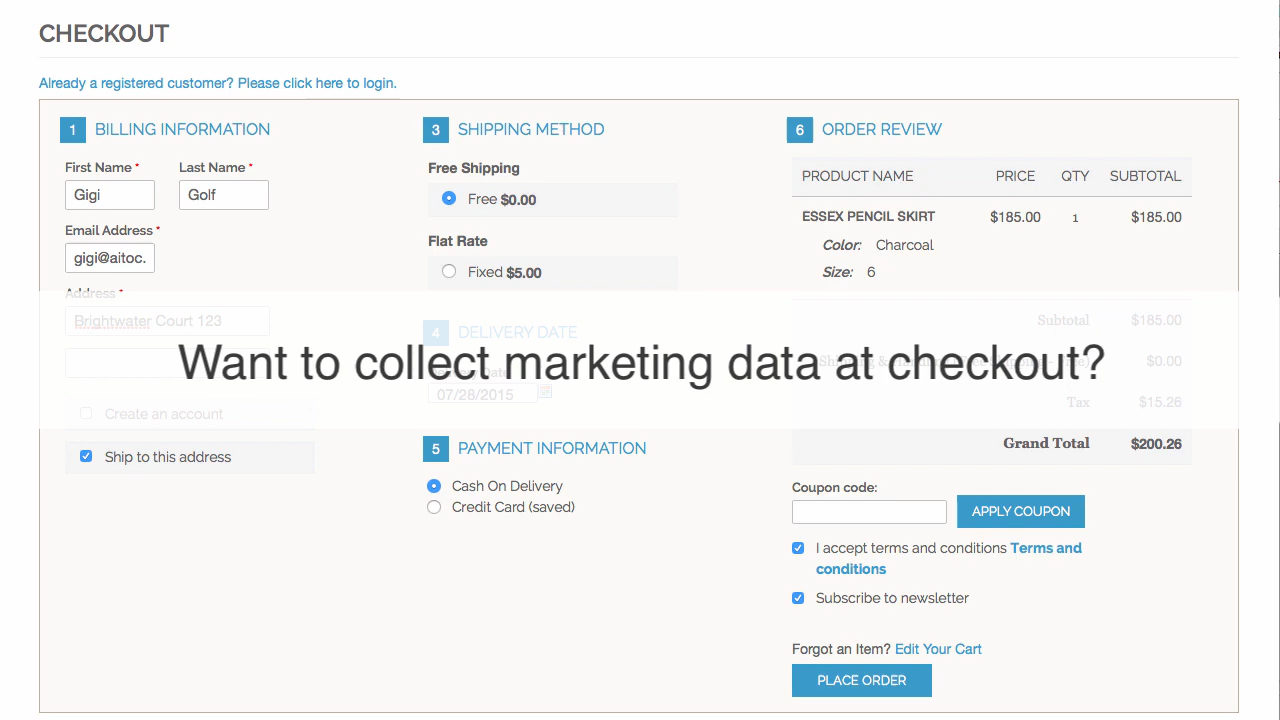 CHECKOUT
Already a registered customer? Please click here to login.
1 BILLING INFORMATION
First Name * Last Name *
Gigi Golf
Email Address *
gigi@aitoc.
Address *
Brightwater Court 123
Create an account
Ship to this address
3 SHIPPING METHOD
Free Shipping
Free $0.00
Flat Rate
Fixed $5.00
4 DELIVERY DATE
07/28/2015
Want to collect marketing data at checkout?
5 PAYMENT INFORMATION
Cash On Delivery
Credit Card (saved)
6 ORDER REVIEW
PRODUCT NAME PRICE QTY SUBTOTAL
ESSEX PENCIL SKIRT $185.00 1 $185.00
Color: Charcoal
Size: 6
Subtotal $185.00
$0.00
Tax $15.26
Grand Total $200.26
Coupon code:
APPLY COUPON
I accept terms and conditions Terms and
conditions
Subscribe to newsletter
Forgot an Item? Edit Your Cart
PLACE ORDER